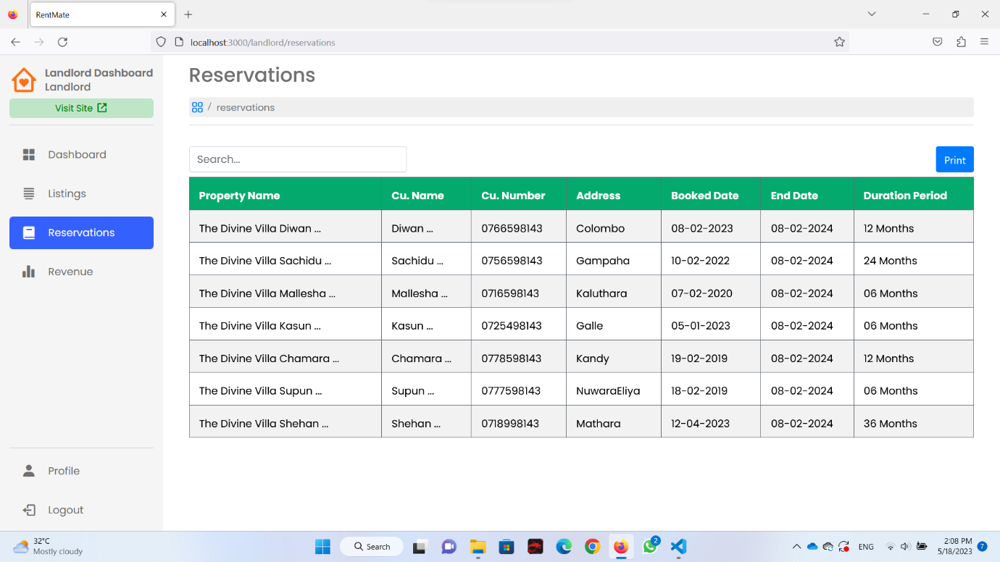 RentMate
localhost:3000/landlord/reservations
Landlord Dashboard
Landlord
Visit Site
Dashboard
Listings
Reservations
Revenue
Profile
Logout
Reservations
/ reservations
Search...
Print
Property Name Cu. Name Cu. Number Address Booked Date End Date Duration Period
The Divine Villa Diwan ... Diwan ... 0766598143 Colombo 08-02-2023 08-02-2024 12 Months
The Divine Villa Sachidu ... Sachidu ... 0756598143 Gampaha 10-02-2022 08-02-2024 24 Months
The Divine Villa Mallesha ... Mallesha ... 0716598143 Kaluthara 07-02-2020 08-02-2024 06 Months
The Divine Villa Kasun ... Kasun ... 0725498143 Galle 05-01-2023 08-02-2024 06 Months
The Divine Villa Chamara ... Chamara ... 0778598143 Kandy 19-02-2019 08-02-2024 12 Months
The Divine Villa Supun ... Supun ... 0777598143 NuwaraEliya 18-02-2019 08-02-2024 06 Months
The Divine Villa Shehan ... Shehan ... 0718998143 Mathara 12-04-2023 08-02-2024 36 Months
32°C
Mostly cloudy
Search
2
ENG
2:08 PM
5/18/2023
7